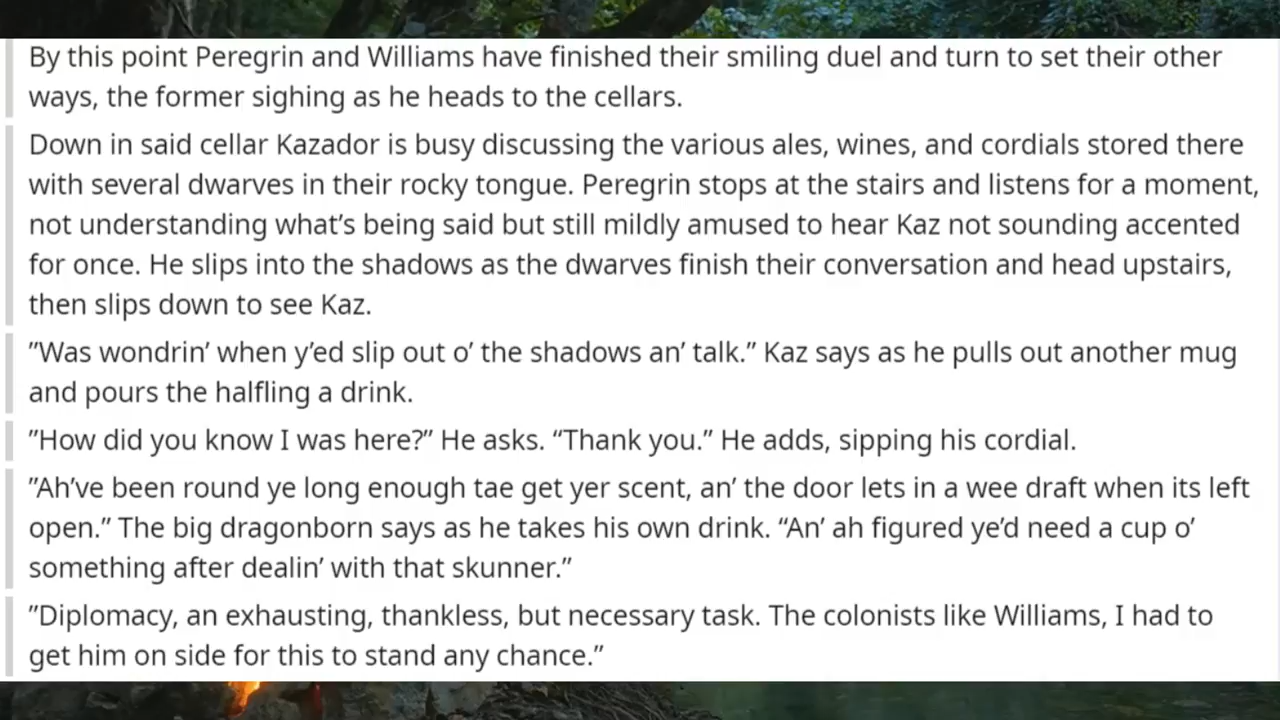 By this point Peregrin and Williams have finished their smiling duel and turn to set their other
ways, the former sighing as he heads to the cellars.
Down in said cellar Kazador is busy discussing the various ales, wines, and cordials stored there
with several dwarves in their rocky tongue. Peregrin stops at the stairs and listens for a moment,
not understanding what’s being said but still mildly amused to hear Kaz not sounding accented
for once. He slips into the shadows as the dwarves finish their conversation and head upstairs,
then slips down to see Kaz.
”Was wondrin’ when y’ed slip out o’ the shadows an’ talk.” Kaz says as he pulls out another mug
and pours the halfling a drink.
”How did you know I was here?” He asks. “Thank you.” He adds, sipping his cordial.
”Ah’ve been round ye long enough tae get yer scent, an’ the door lets in a wee draft when its left
open.” The big dragonborn says as he takes his own drink. “An’ ah figured ye’d need a cup o’
something after dealin’ with that skunner.”
”Diplomacy, an exhausting, thankless, but necessary task. The colonists like Williams, I had to
get him on side for this to stand any chance.”